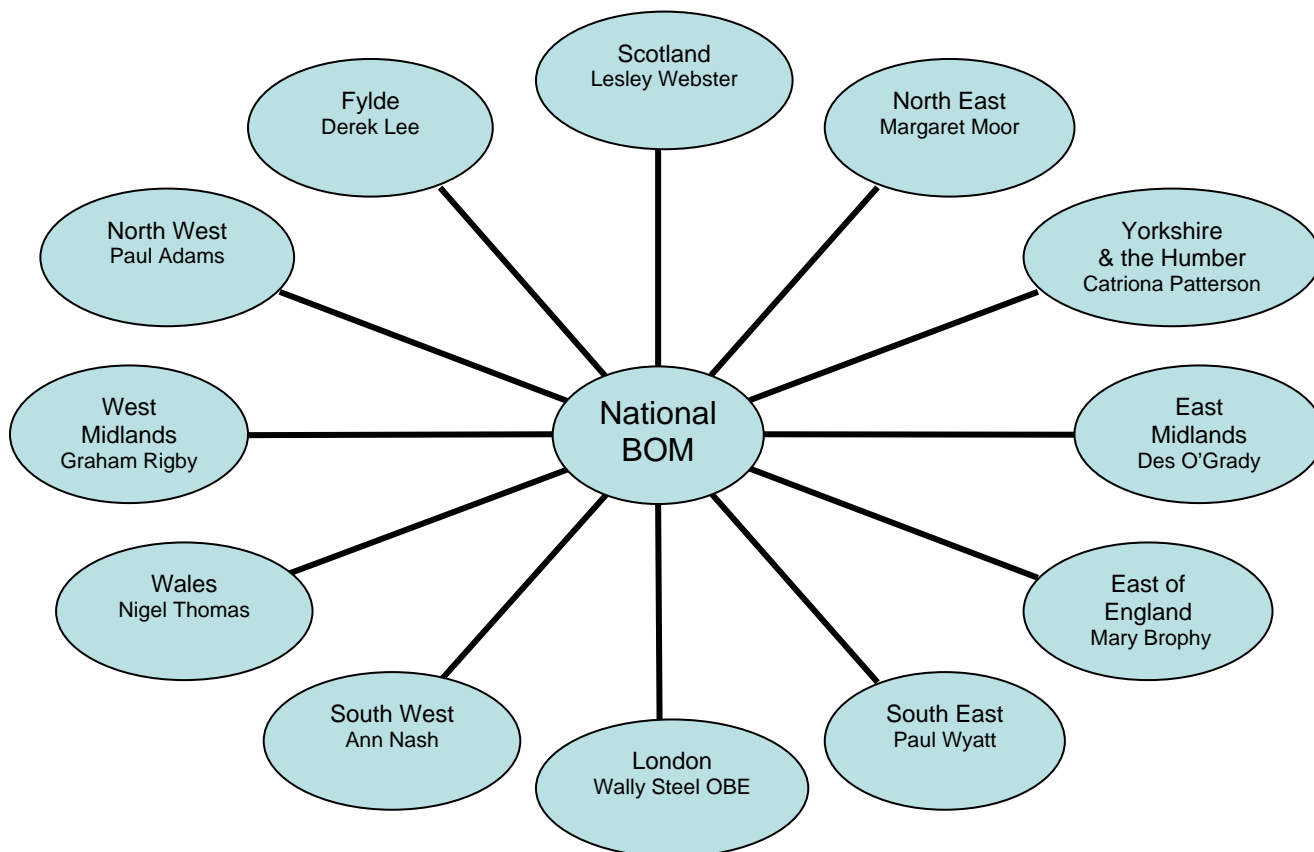 Scotland
Lesley Webster
Fylde
Derek Lee
North East
Margaret Moor
North West
Paul Adams
Yorkshire
& the Humber
Catriona Patterson
National
BOM
West
Midlands
Graham Rigby
East
Midlands
Des O’Grady
Wales
Nigel Thomas
East of
England
Mary Brophy
South West
Ann Nash
South East
Paul Wyatt
London
Wally Steel OBE